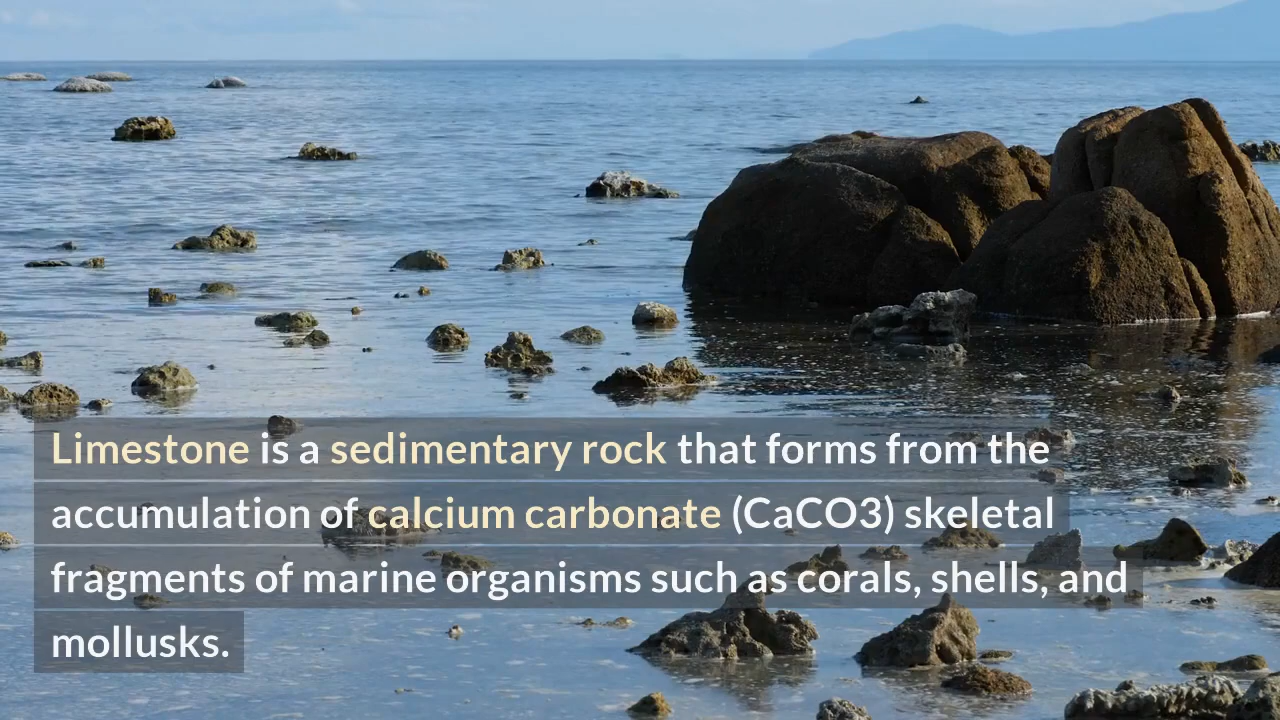 Limestone is a sedimentary rock that forms from the
accumulation of calcium carbonate (CaCO3) skeletal
fragments of marine organisms such as corals, shells, and
mollusks.